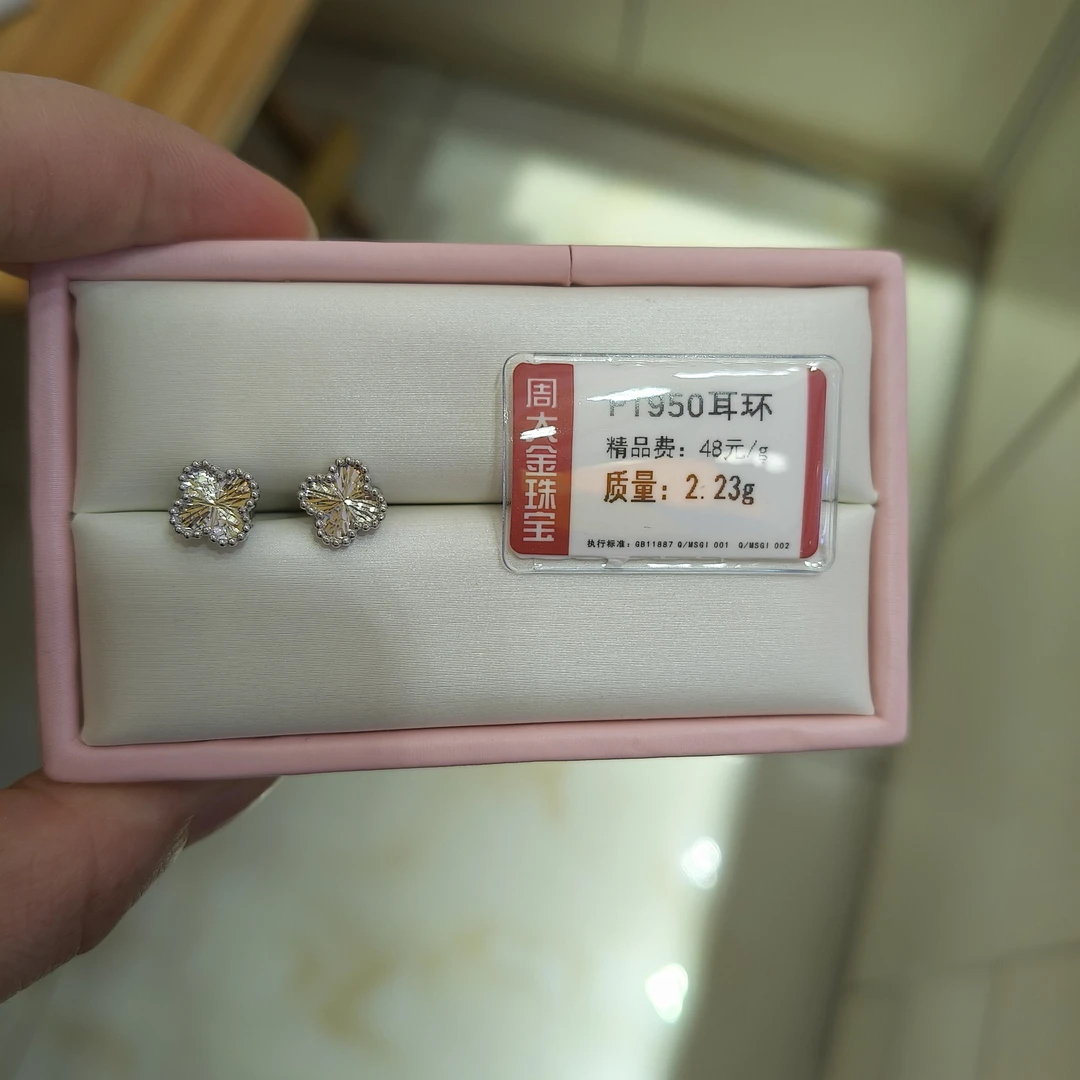 周大金珠宝
PT950耳环
精品费：48元/g
质量：2.23g
执行标准：GB11887 Q/MSGI 001 Q/MSGI 002